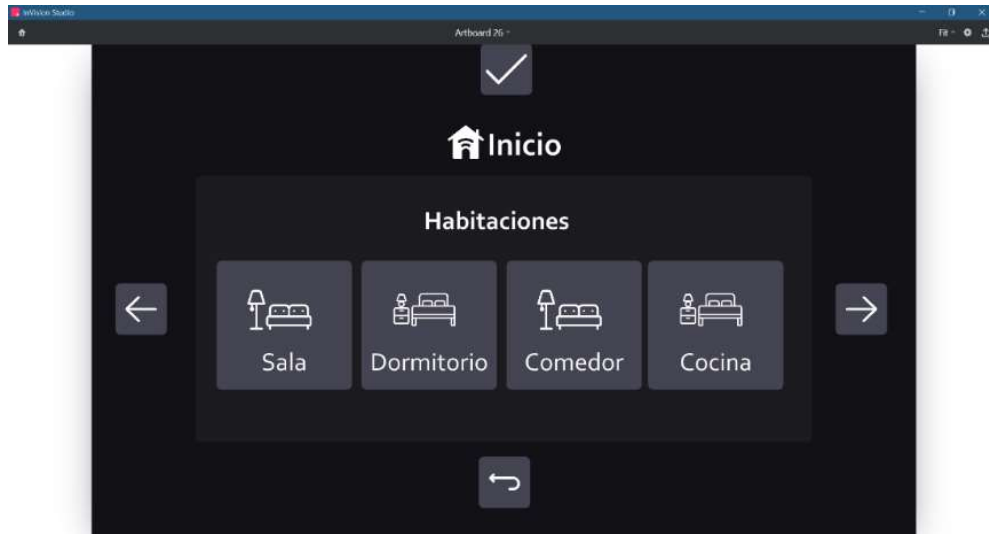 InVision Studio
Artboard 26
Fit
Inicio
Habitaciones
Sala
Dormitorio
Comedor
Cocina